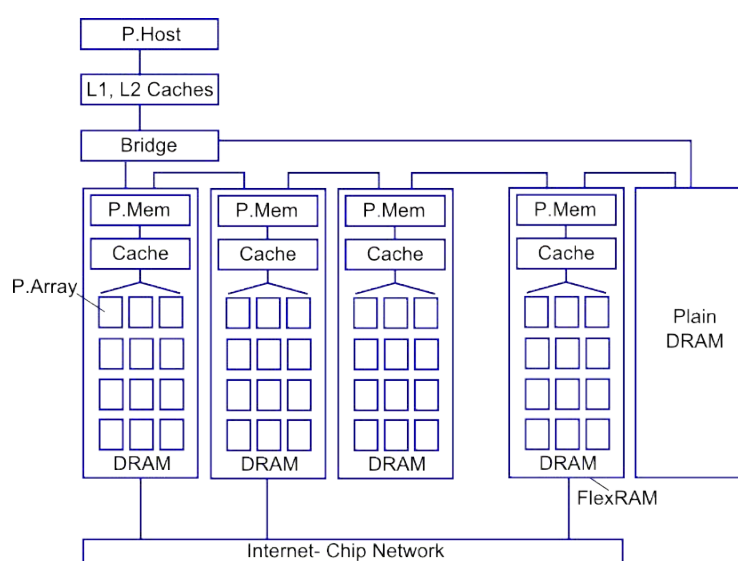 P.Host
L1, L2 Caches
Bridge
P.Mem
P.Mem
P.Mem
P.Mem
Cache
Cache
Cache
Cache
P.Array
Plain
DRAM
DRAM
DRAM
DRAM
DRAM
FlexRAM
Internet- Chip Network